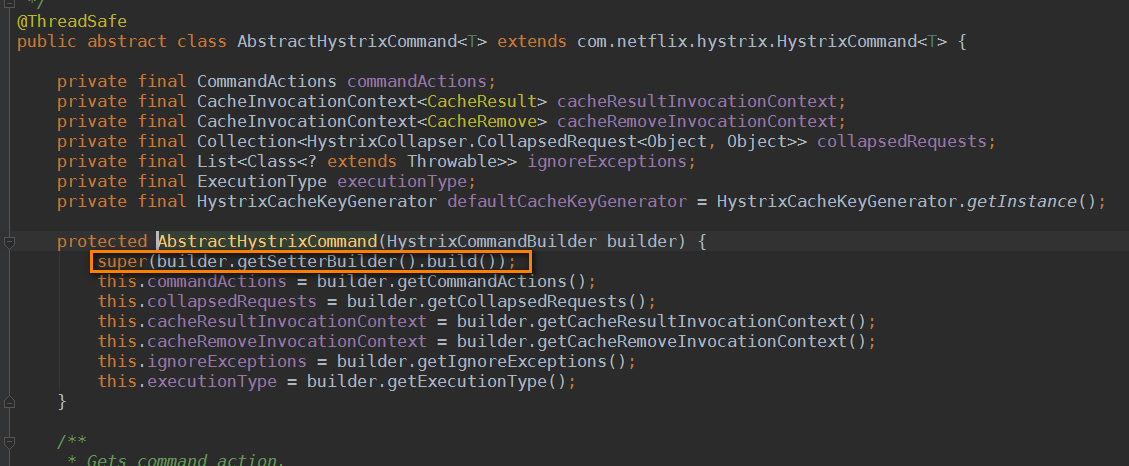 */
@ThreadSafe
public abstract class AbstractHystrixCommand<T> extends com.netflix.hystrix.HystrixCommand<T> {
private final CommandActions commandActions;
private final CacheInvocationContext<CacheResult> cacheResultInvocationContext;
private final CacheInvocationContext<CacheRemove> cacheRemoveInvocationContext;
private final Collection<HystrixCollapser.CollapsedRequest<Object, Object>> collapsedRequests;
private final List<Class<? extends Throwable>> ignoreExceptions;
private final ExecutionType executionType;
private final HystrixCacheKeyGenerator defaultCacheKeyGenerator = HystrixCacheKeyGenerator.getInstance();
protected AbstractHystrixCommand(HystrixCommandBuilder builder) {
super(builder.getSetterBuilder().build());
this.commandActions = builder.getCommandActions();
this.collapsedRequests = builder.getCollapsedRequests();
this.cacheResultInvocationContext = builder.getCacheResultInvocationContext();
this.cacheRemoveInvocationContext = builder.getCacheRemoveInvocationContext();
this.ignoreExceptions = builder.getIgnoreExceptions();
this.executionType = builder.getExecutionType();
}
/**
* Gets command action.